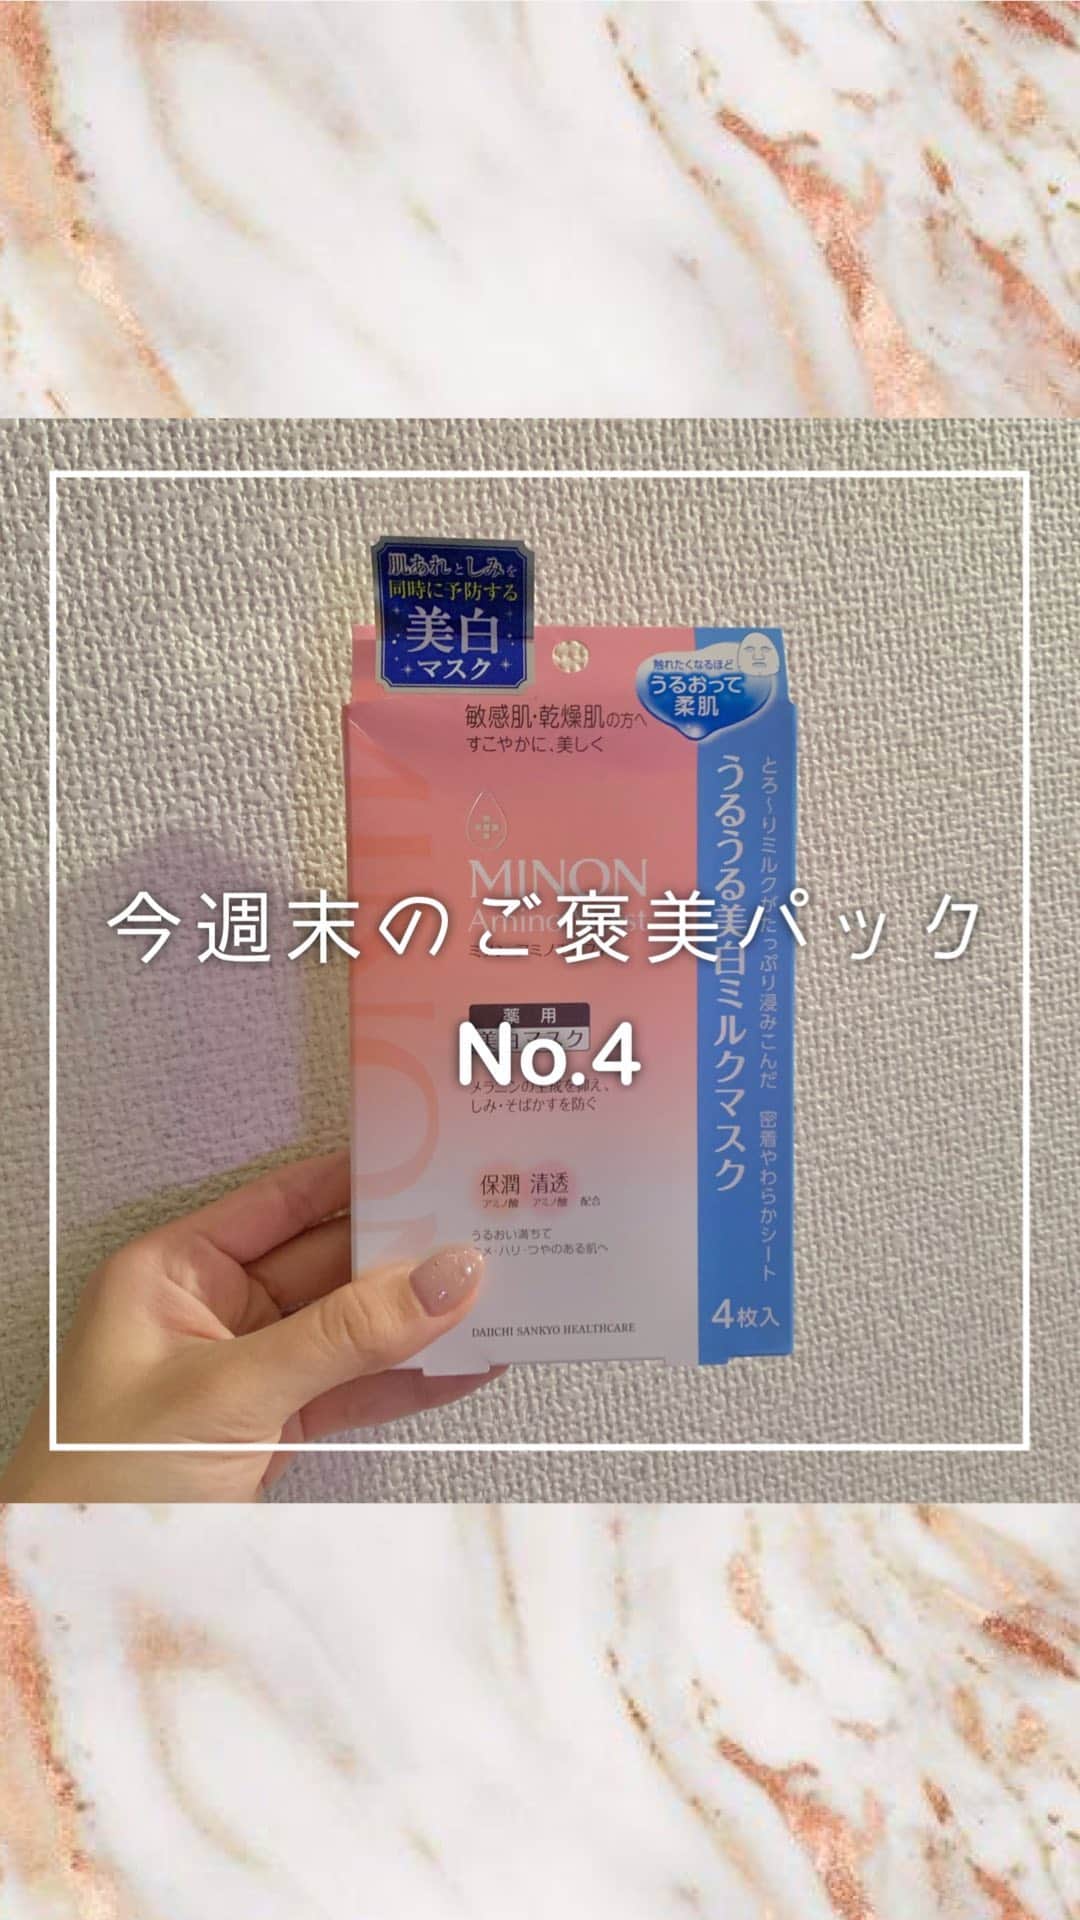 肌あれとしみを
同時に予防する
美白
マスク
触れたくなるほど
うるおって
柔肌
敏感肌・乾燥肌の方へ
すこやかに、美しく
MINON
今週末のご褒美パック
No.4
薬用
美白マスク
メラニンの生成を抑え、
しみ・そばかすを防ぐ
保潤 清透
アミノ酸 アミノ酸 配合
うるおい満ちて
ハリ・つやのある肌へ
DAIICHI SANKYO HEALTHCARE
とろ〜りミルクがたっぷり浸みこんだ 密着やわらかシート
うるうる美白ミルクマスク
4枚入